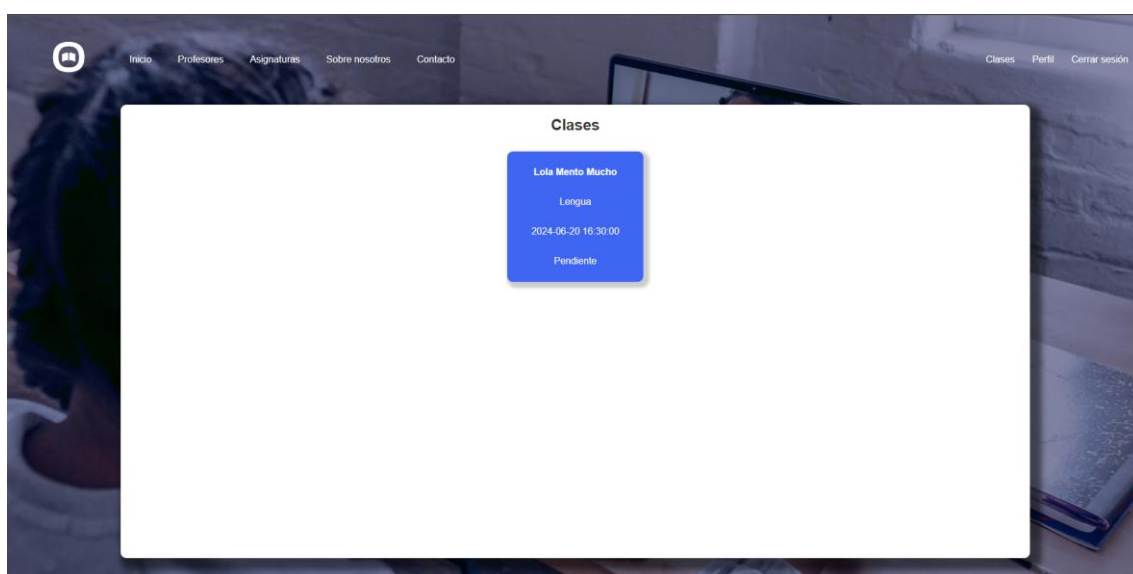 Inicio Profesores Asignaturas Sobre nosotros Contacto Clases Perfil Cerrar sesión
Clases
Lola Mento Mucho
Lengua
2024-06-20 16:30:00
Pendiente